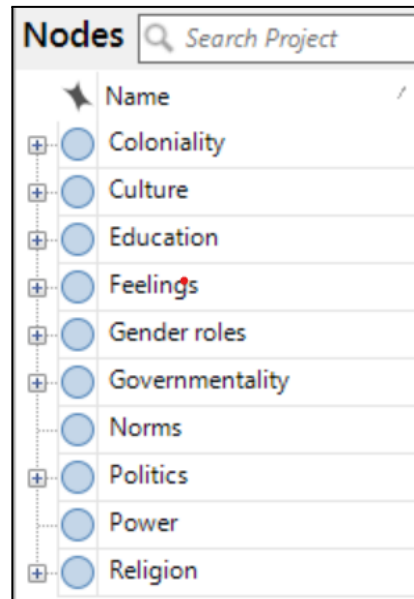 Nodes Search Project
Name
Coloniality
Culture
Education
Feelings
Gender roles
Governmentality
Norms
Politics
Power
Religion